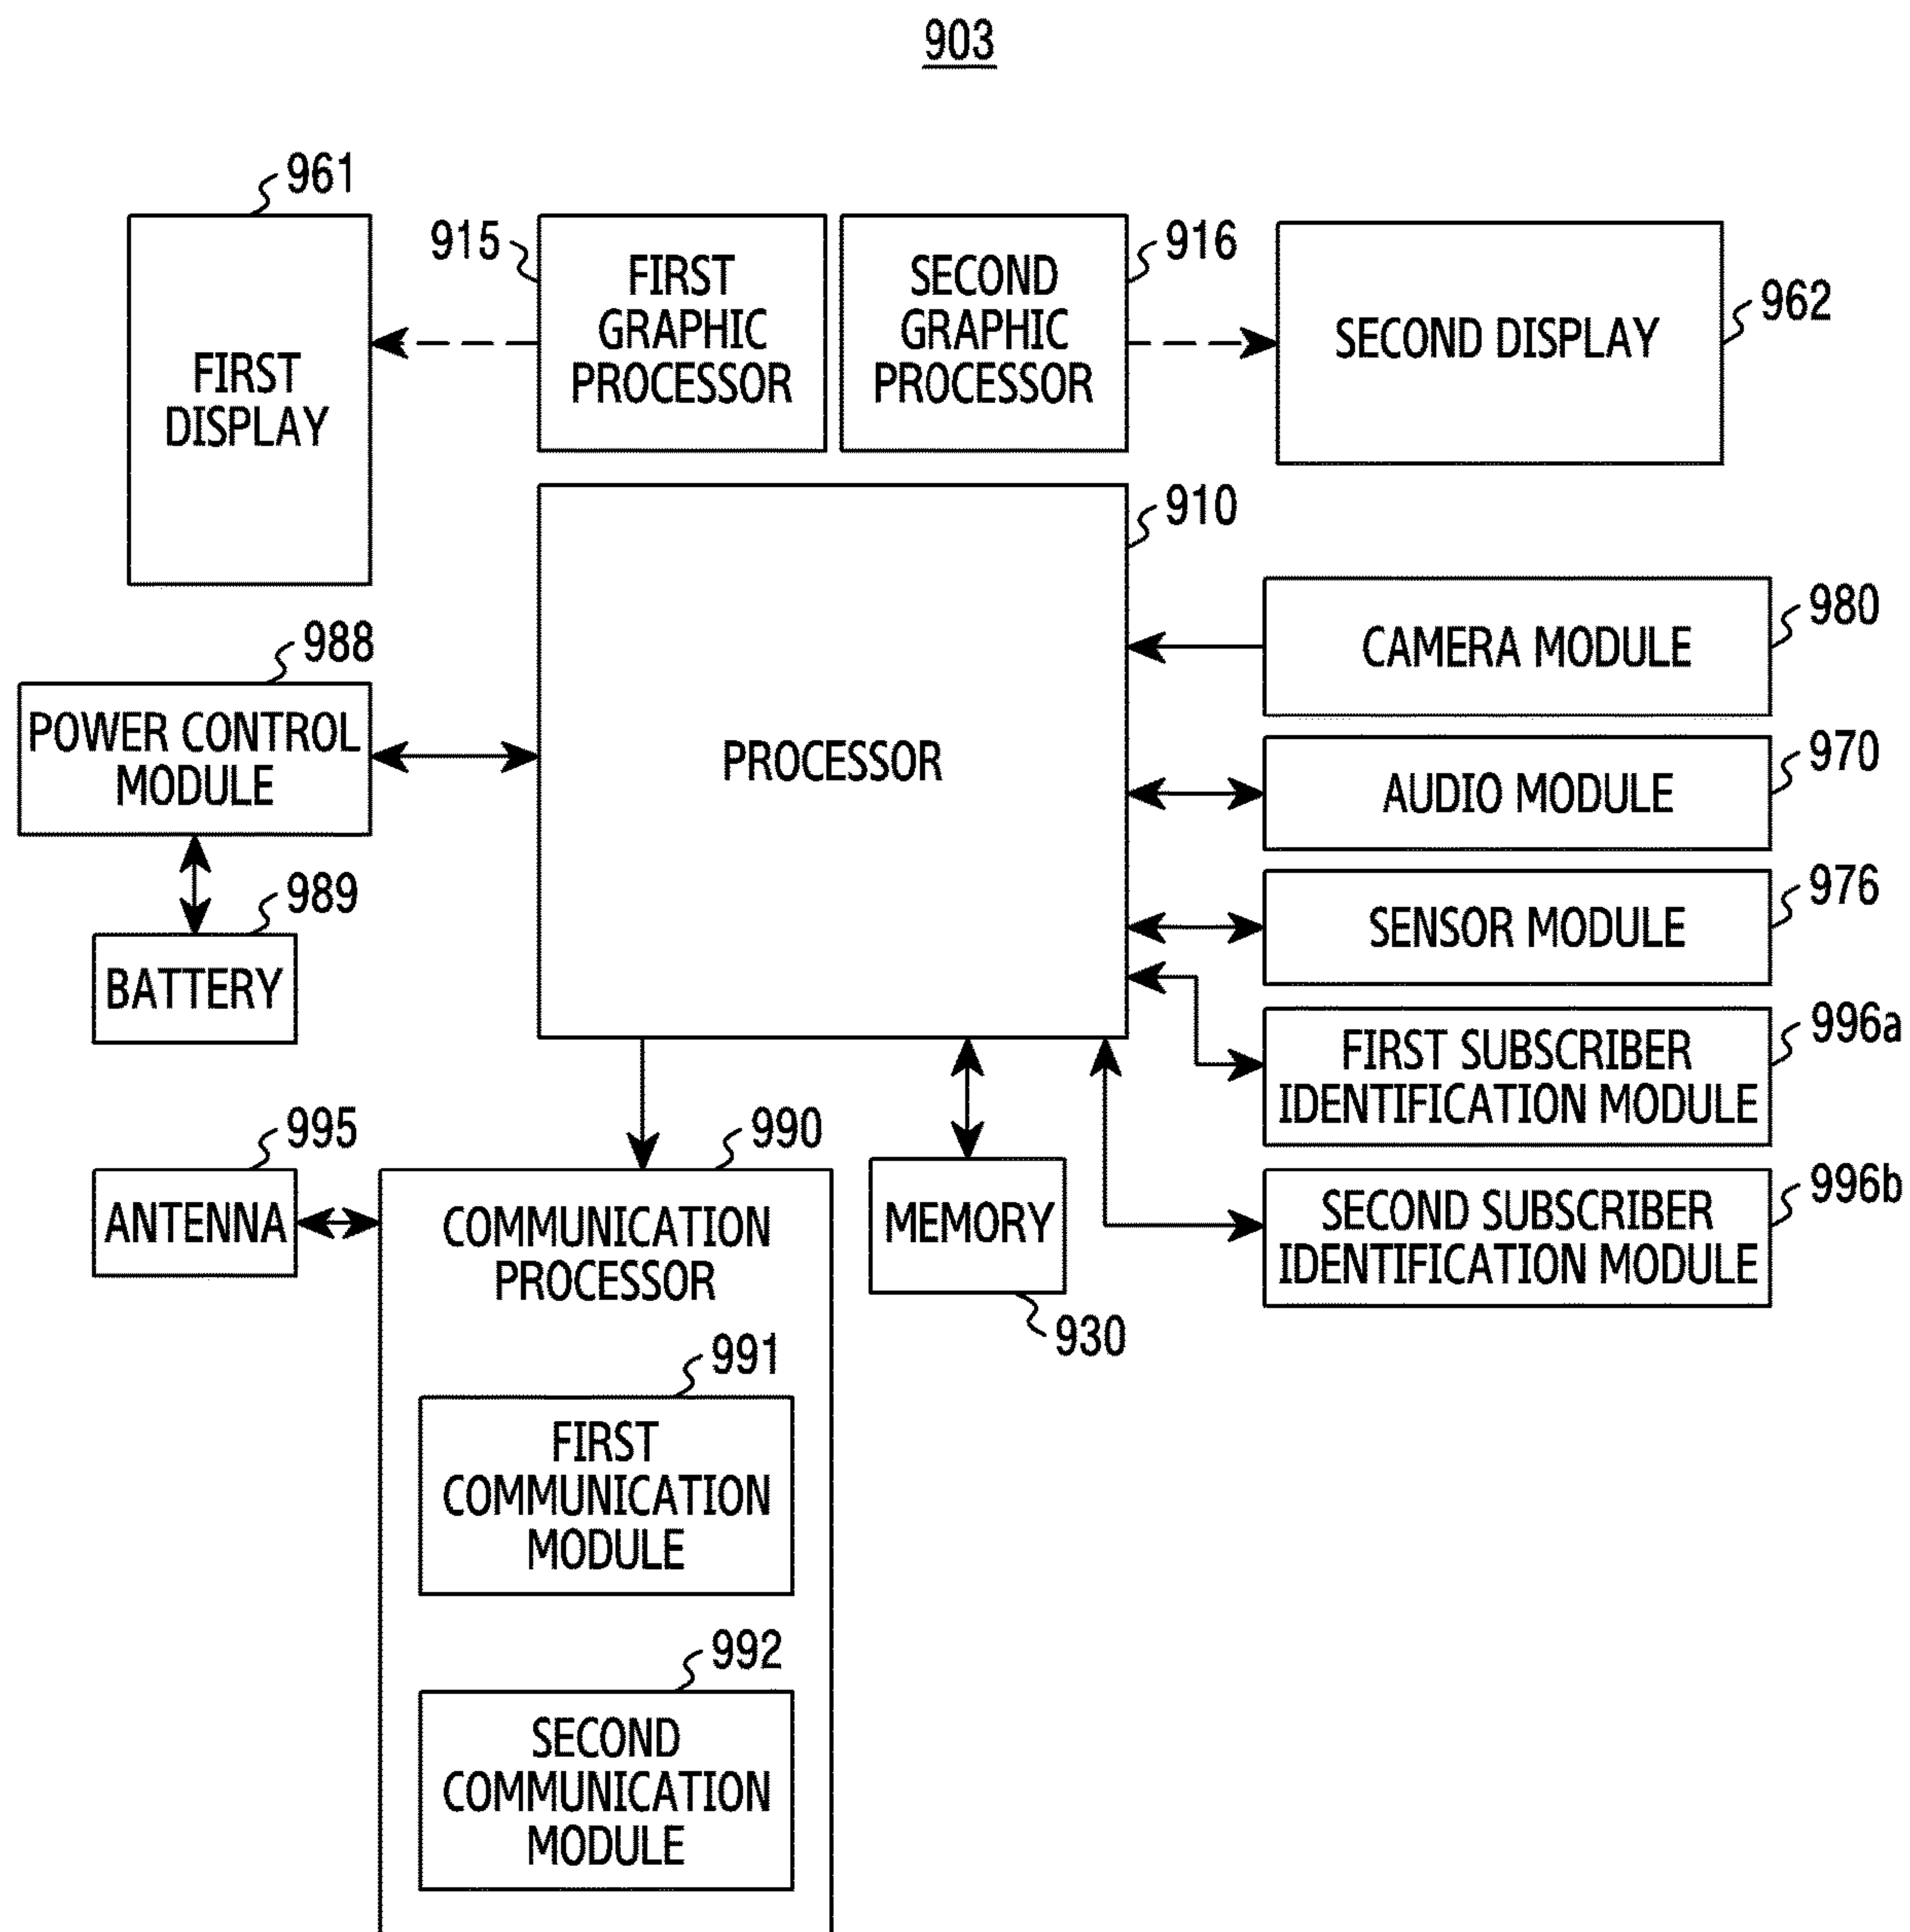 903
961
FIRST
DISPLAY
915
FIRST
GRAPHIC
PROCESSOR
SECOND
GRAPHIC
PROCESSOR
916
SECOND DISPLAY
962
910
PROCESSOR
988
POWER CONTROL
MODULE
989
BATTERY
CAMERA MODULE
980
AUDIO MODULE
970
SENSOR MODULE
976
FIRST SUBSCRIBER
IDENTIFICATION MODULE
996a
SECOND SUBSCRIBER
IDENTIFICATION MODULE
996b
995
ANTENNA
990
COMMUNICATION
PROCESSOR
MEMORY
930
991
FIRST
COMMUNICATION
MODULE
992
SECOND
COMMUNICATION
MODULE